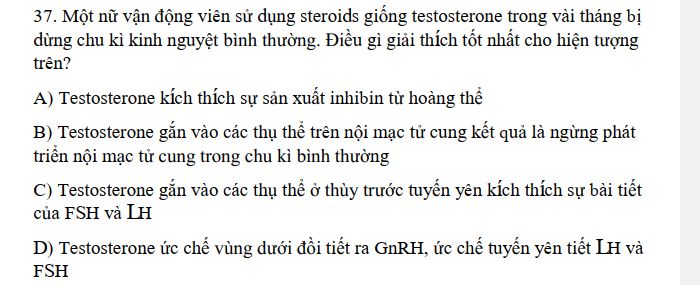 37. Một nữ vận động viên sử dụng steroids giống testosterone trong vài tháng bị
dừng chu kì kinh nguyệt bình thường. Điều gì giải thích tốt nhất cho hiện tượng
trên?
A) Testosterone kích thích sự sản xuất inhibin từ hoàng thể
B) Testosterone gắn vào các thụ thể trên nội mạc tử cung kết quả là ngừng phát
triển nội mạc tử cung trong chu kì bình thường
C) Testosterone gắn vào các thụ thể ở thùy trước tuyến yên kích thích sự bài tiết
của FSH và LH
D) Testosterone ức chế vùng dưới đồi tiết ra GnRH, ức chế tuyến yên tiết LH và
FSH